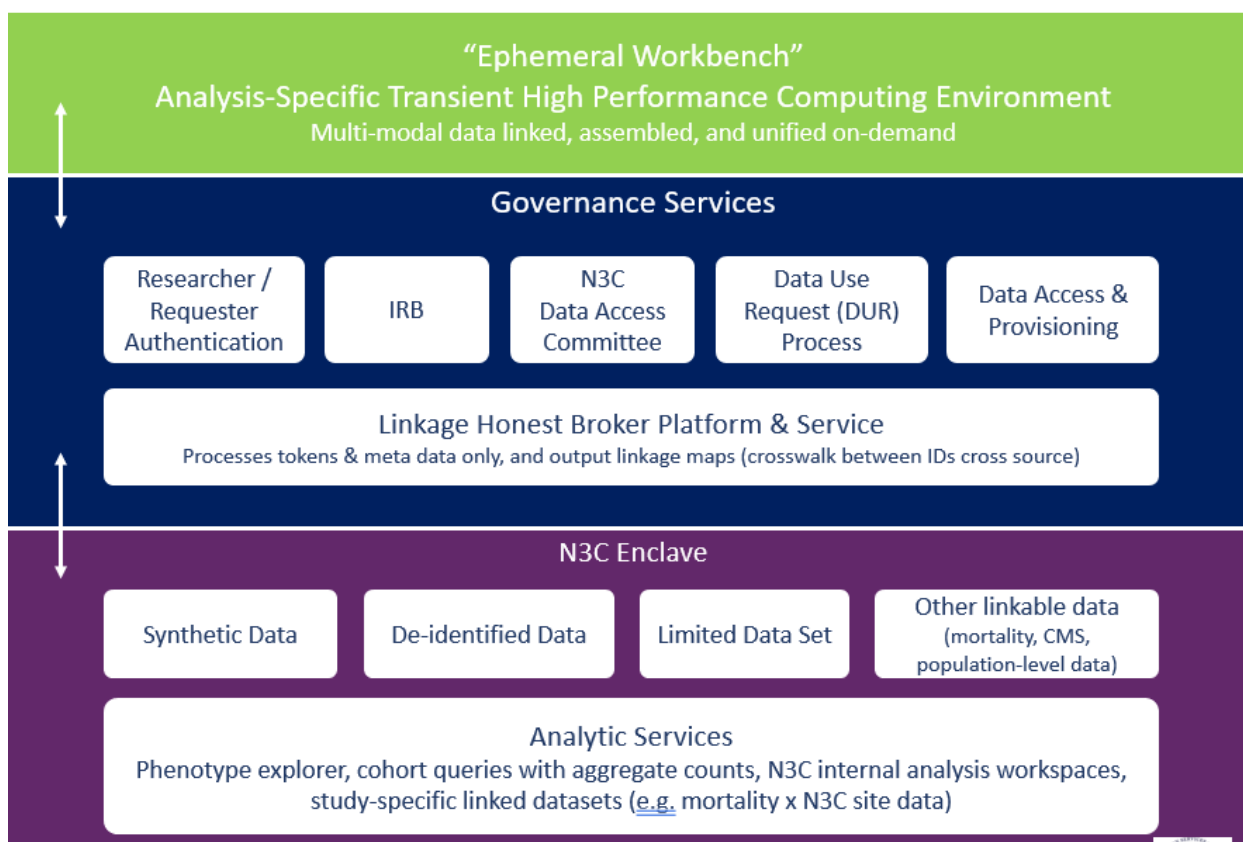 “Ephemeral Workbench”
Analysis-Specific Transient High Performance Computing Environment
Multi-modal data linked, assembled, and unified on-demand
Governance Services
Researcher /
Requester
Authentication
IRB
N3C
Data Access
Committee
Data Use
Request (DUR)
Process
Data Access &
Provisioning
Linkage Honest Broker Platform & Service
Processes tokens & meta data only, and output linkage maps (crosswalk between IDs cross source)
N3C Enclave
Synthetic Data
De-identified Data
Limited Data Set
Other linkable data
(mortality, CMS,
population-level data)
Analytic Services
Phenotype explorer, cohort queries with aggregate counts, N3C internal analysis workspaces,
study-specific linked datasets (e.g. mortality x N3C site data)